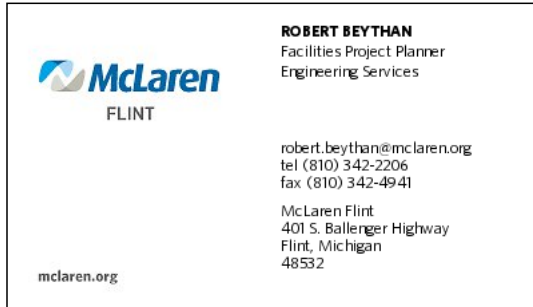 McLaren
FLINT
mclaren.org
ROBERT BEYTHAN
Facilities Project Planner
Engineering Services
robert.beythan@mclaren.org
tel (810) 342-2206
fax (810) 342-4941
McLaren Flint
401 S. Ballenger Highway
Flint, Michigan
48532